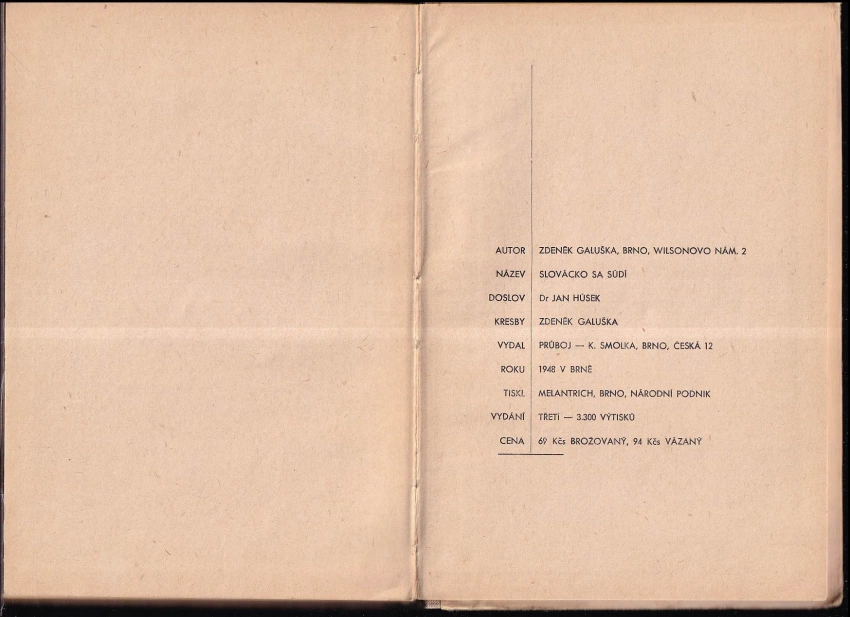 AUTOR ZDENĚK GALUŠKA, BRNO, WILSONOVO NÁM. 2
NÁZEV SLOVÁCKO SA SÚDÍ
DOSLOV Dr JAN HÚSEK
KRESBY ZDENĚK GALUŠKA
VYDAL PRŮBOJ — K. SMOLKA, BRNO, ČESKÁ 12
ROKU 1948 V BRNĚ
TISKL MELANTRICH, BRNO, NÁRODNÍ PODNIK
VYDÁNÍ TŘETÍ — 3.300 VÝTISKŮ
CENA 69 Kčs BROŽOVANÝ, 94 Kčs VÁZANÝ